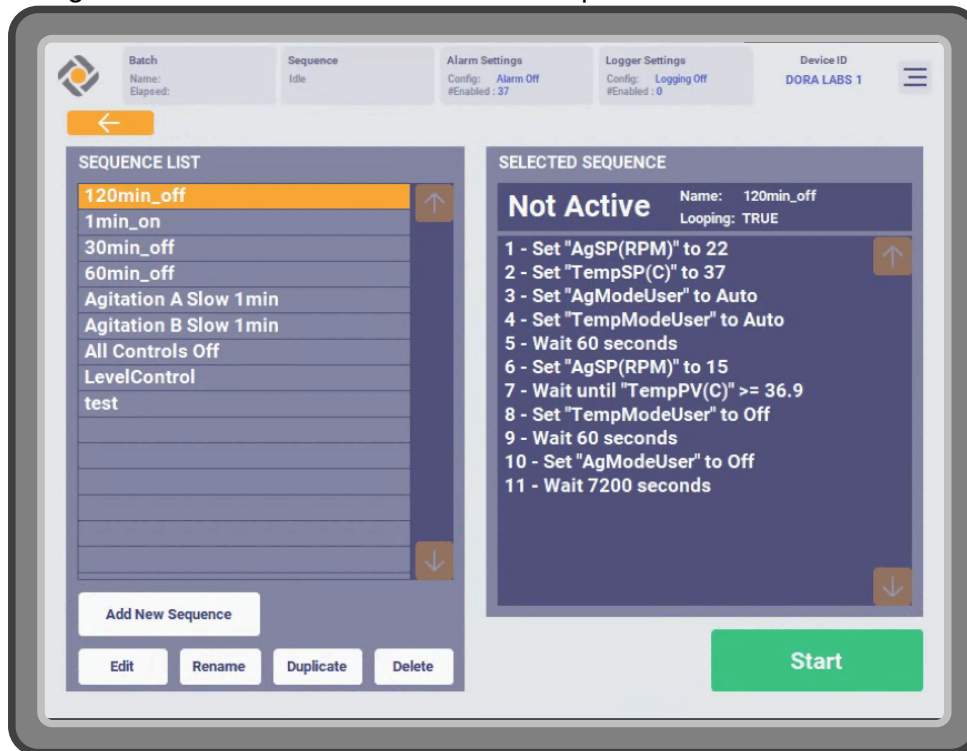 Batch
Name:
Elapsed:
Sequence
Idle
Alarm Settings
Config: Alarm Off
#Enabled : 37
Logger Settings
Config: Logging Off
#Enabled : 0
Device ID
DORA LABS 1
SEQUENCE LIST
120min_off
1min_on
30min_off
60min_off
Agitation A Slow 1min
Agitation B Slow 1min
All Controls Off
LevelControl
test
Add New Sequence
Edit
Rename
Duplicate
Delete
SELECTED SEQUENCE
Not Active
Name: 120min_off
Looping: TRUE
1 - Set "AgSP(RPM)" to 22
2 - Set "TempSP(C)" to 37
3 - Set "AgModeUser" to Auto
4 - Set "TempModeUser" to Auto
5 - Wait 60 seconds
6 - Set "AgSP(RPM)" to 15
7 - Wait until "TempPV(C)" >= 36.9
8 - Set "TempModeUser" to Off
9 - Wait 60 seconds
10 - Set "AgModeUser" to Off
11 - Wait 7200 seconds
Start